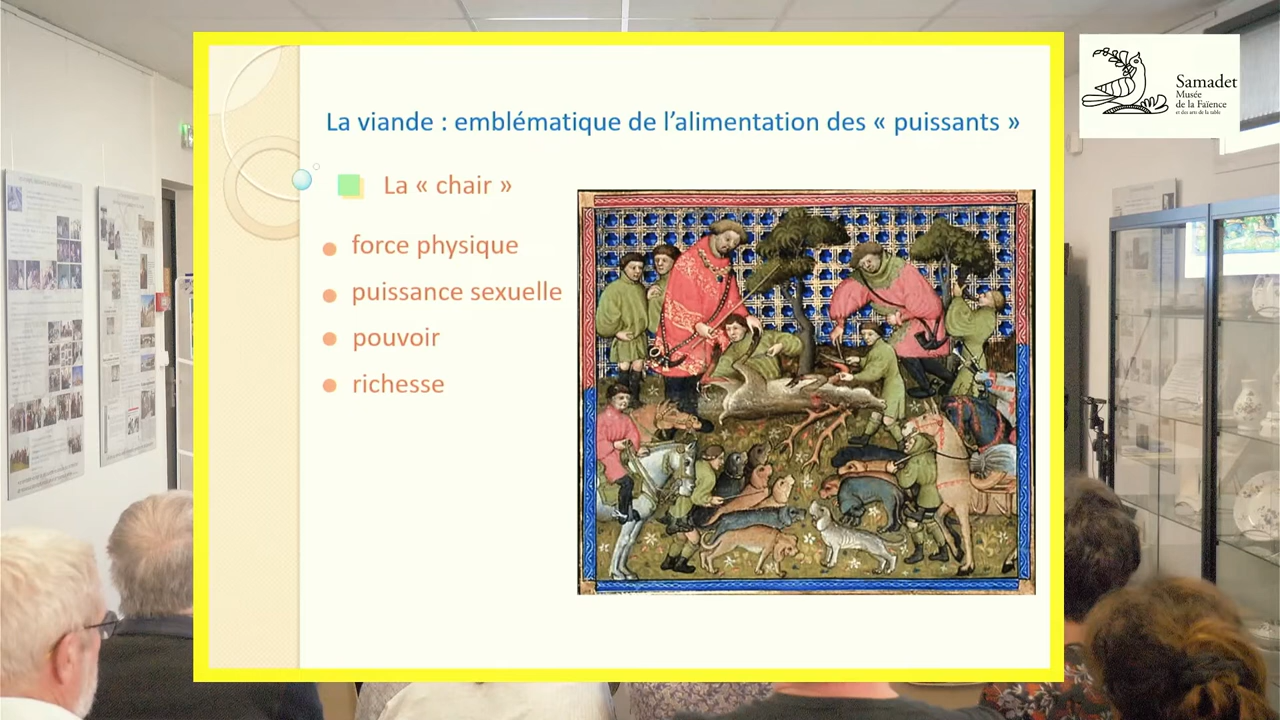 La viande : emblématique de l'alimentation des « puissants »
La « chair »
force physique
puissance sexuelle
pouvoir
richesse
Samadet
Musée
de la Faïence
et des arts de la table